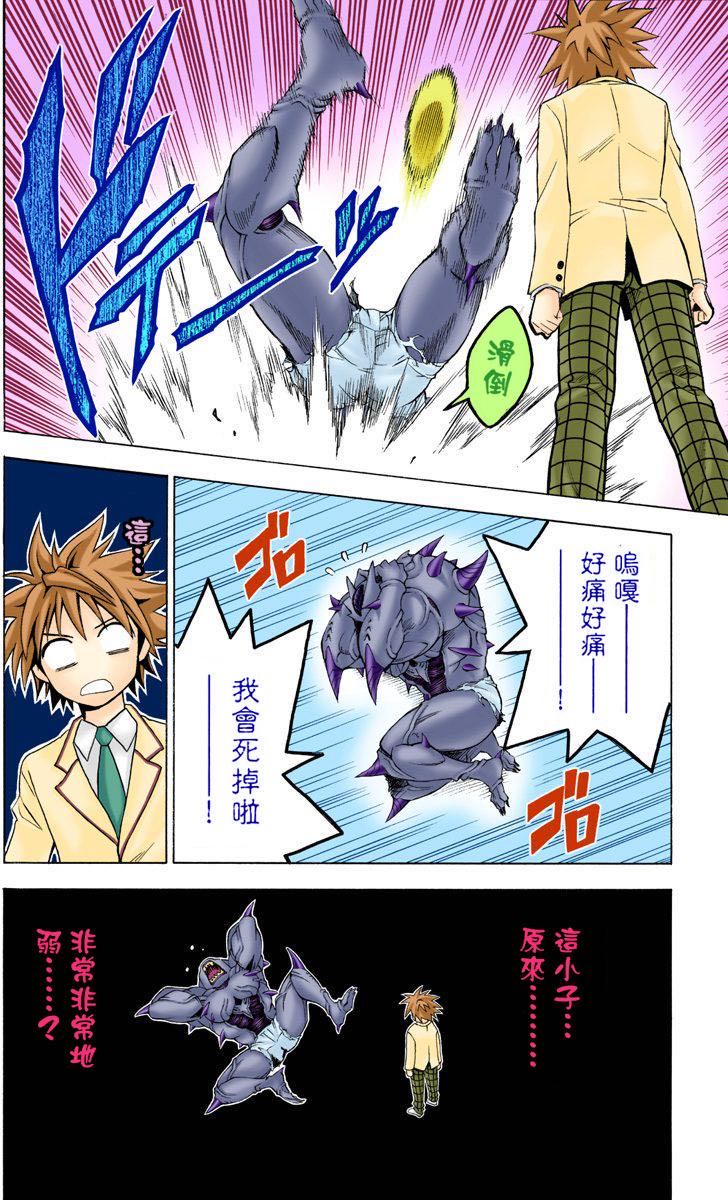 ドドテーッ
滑
倒
嗚嘎——
好痛好痛——！
ゴロ
ゴロ
我會死掉啦——！
這…
這小子…
原來………
非常非常地
弱……？